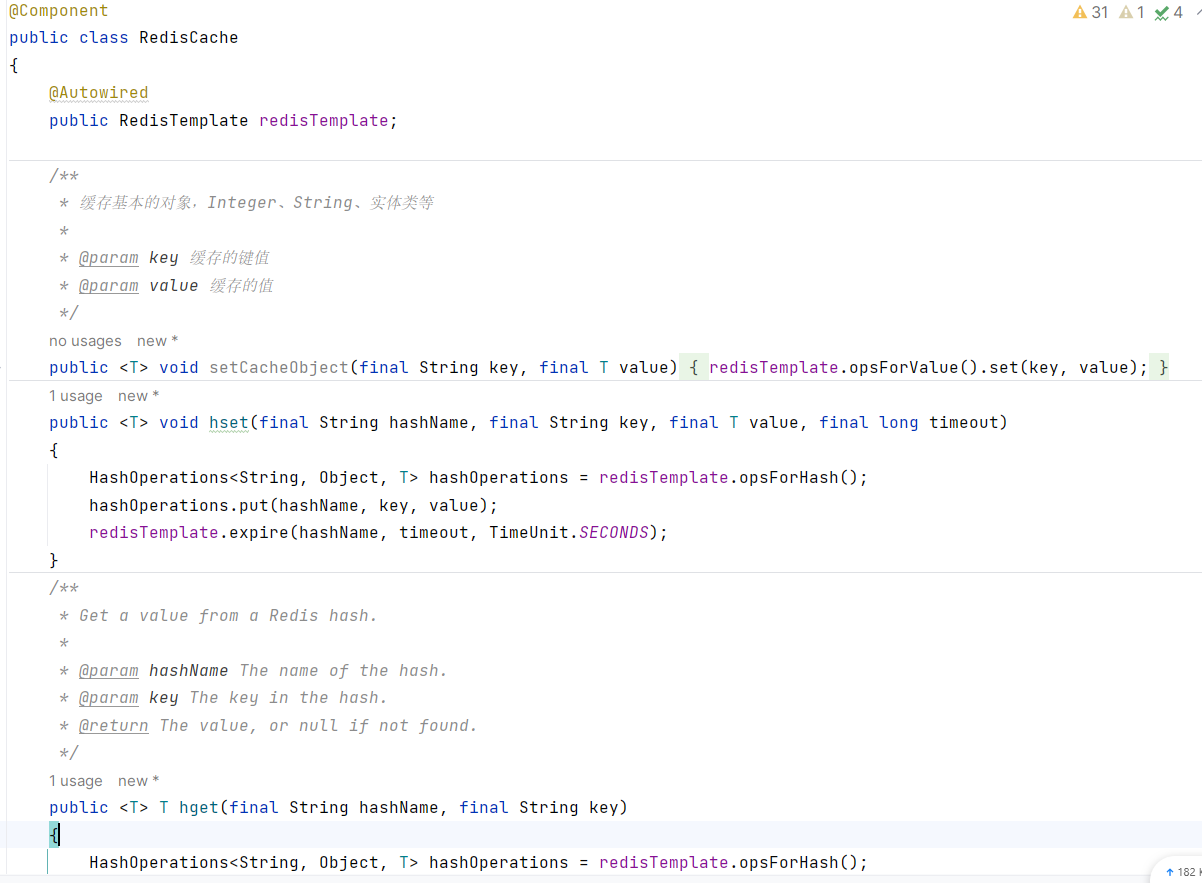 @Component
31 1 4
public class RedisCache
{
@Autowired
public RedisTemplate redisTemplate;
/**
* 缓存基本的对象，Integer、String、实体类等
*
* @param key 缓存的键值
* @param value 缓存的值
*/
no usages new *
public <T> void setCacheObject(final String key, final T value) { redisTemplate.opsForValue().set(key, value); }
1 usage new *
public <T> void hset(final String hashName, final String key, final T value, final long timeout)
{
HashOperations<String, Object, T> hashOperations = redisTemplate.opsForHash();
hashOperations.put(hashName, key, value);
redisTemplate.expire(hashName, timeout, TimeUnit.SECONDS);
}
/**
* Get a value from a Redis hash.
*
* @param hashName The name of the hash.
* @param key The key in the hash.
* @return The value, or null if not found.
*/
1 usage new *
public <T> T hget(final String hashName, final String key)
{
HashOperations<String, Object, T> hashOperations = redisTemplate.opsForHash();
↑ 182